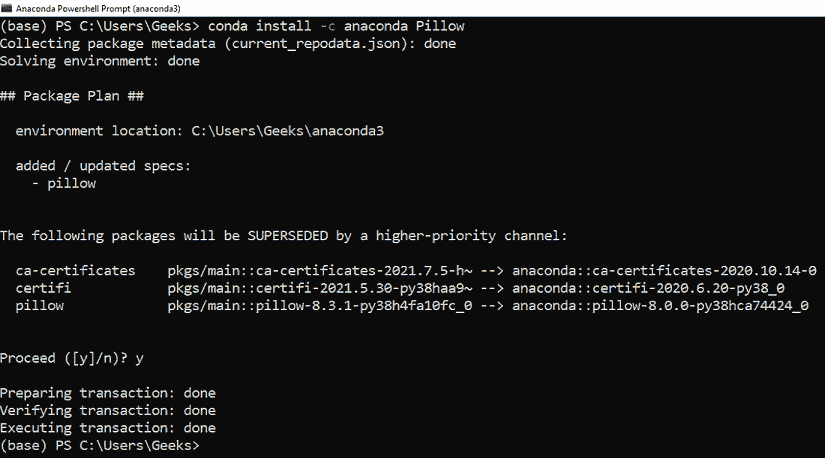 Anaconda Powershell Prompt (anaconda3)
(base) PS C:\Users\Geeks> conda install -c anaconda Pillow
Collecting package metadata (current_repodata.json): done
Solving environment: done
## Package Plan ##
environment location: C:\Users\Geeks\anaconda3
added / updated specs:
- pillow
The following packages will be SUPERSEDED by a higher-priority channel:
ca-certificates    pkgs/main::ca-certificates-2021.7.5-h~ --> anaconda::ca-certificates-2020.10.14-0
certifi            pkgs/main::certifi-2021.5.30-py38haa9~ --> anaconda::certifi-2020.6.20-py38_0
pillow             pkgs/main::pillow-8.3.1-py38h4fa10fc_0 --> anaconda::pillow-8.0.0-py38hca74424_0
Proceed ([y]/n)? y
Preparing transaction: done
Verifying transaction: done
Executing transaction: done
(base) PS C:\Users\Geeks>